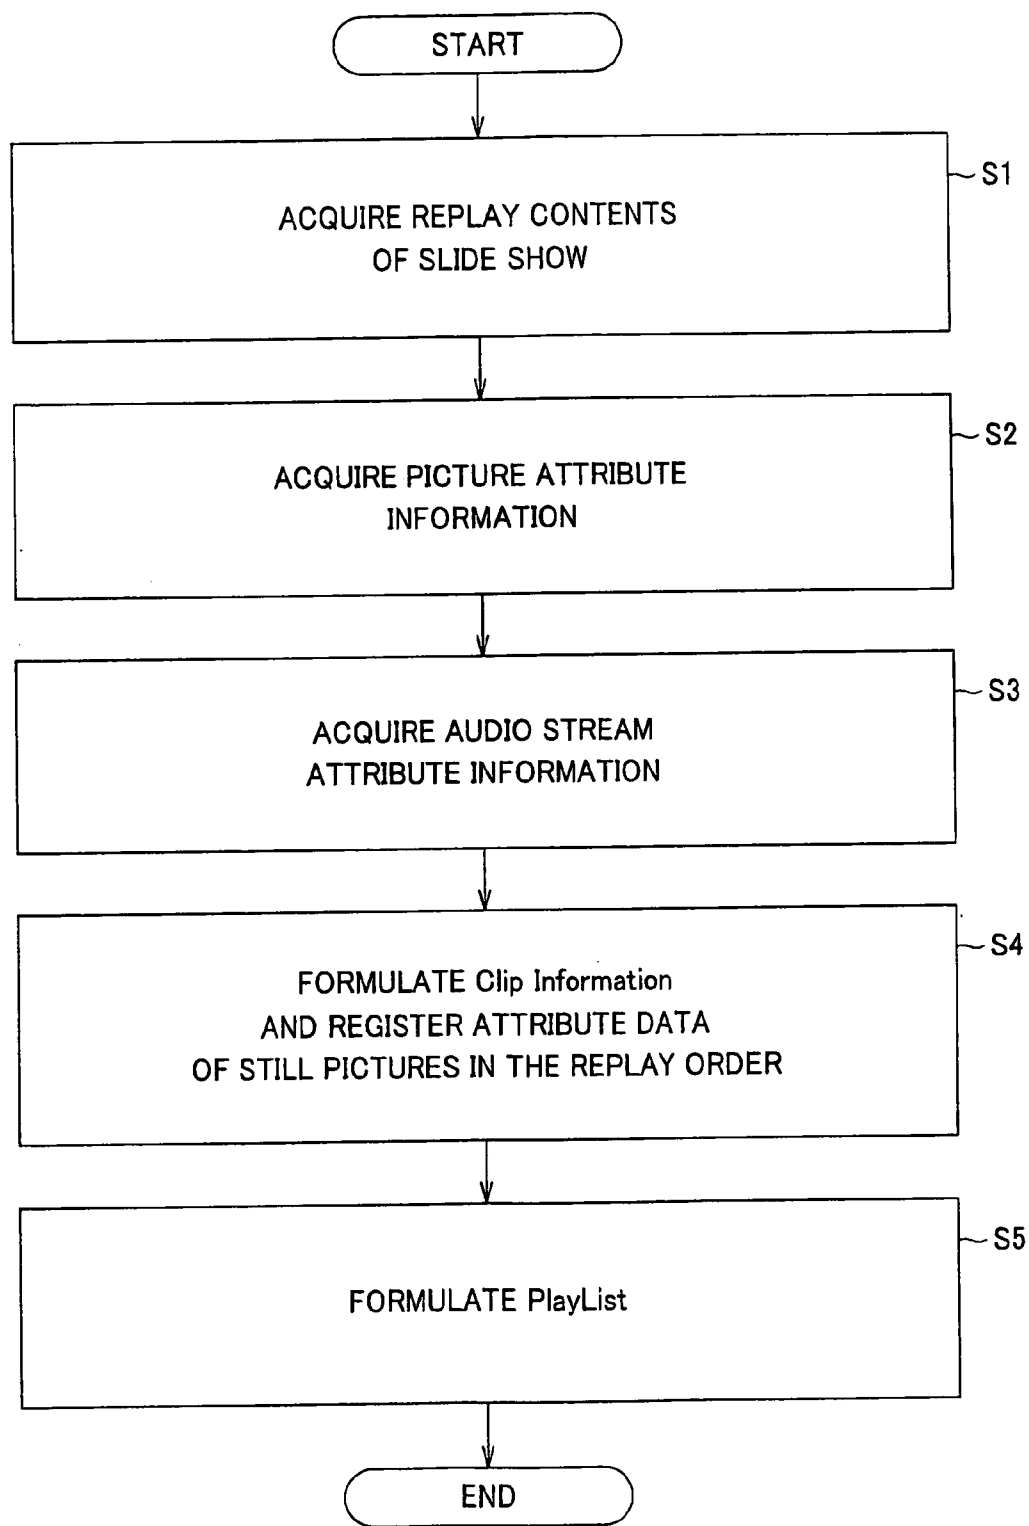 START
S1
ACQUIRE REPLAY CONTENTS
OF SLIDE SHOW
S2
ACQUIRE PICTURE ATTRIBUTE
INFORMATION
S3
ACQUIRE AUDIO STREAM
ATTRIBUTE INFORMATION
S4
FORMULATE Clip Information
AND REGISTER ATTRIBUTE DATA
OF STILL PICTURES IN THE REPLAY ORDER
S5
FORMULATE PlayList
END